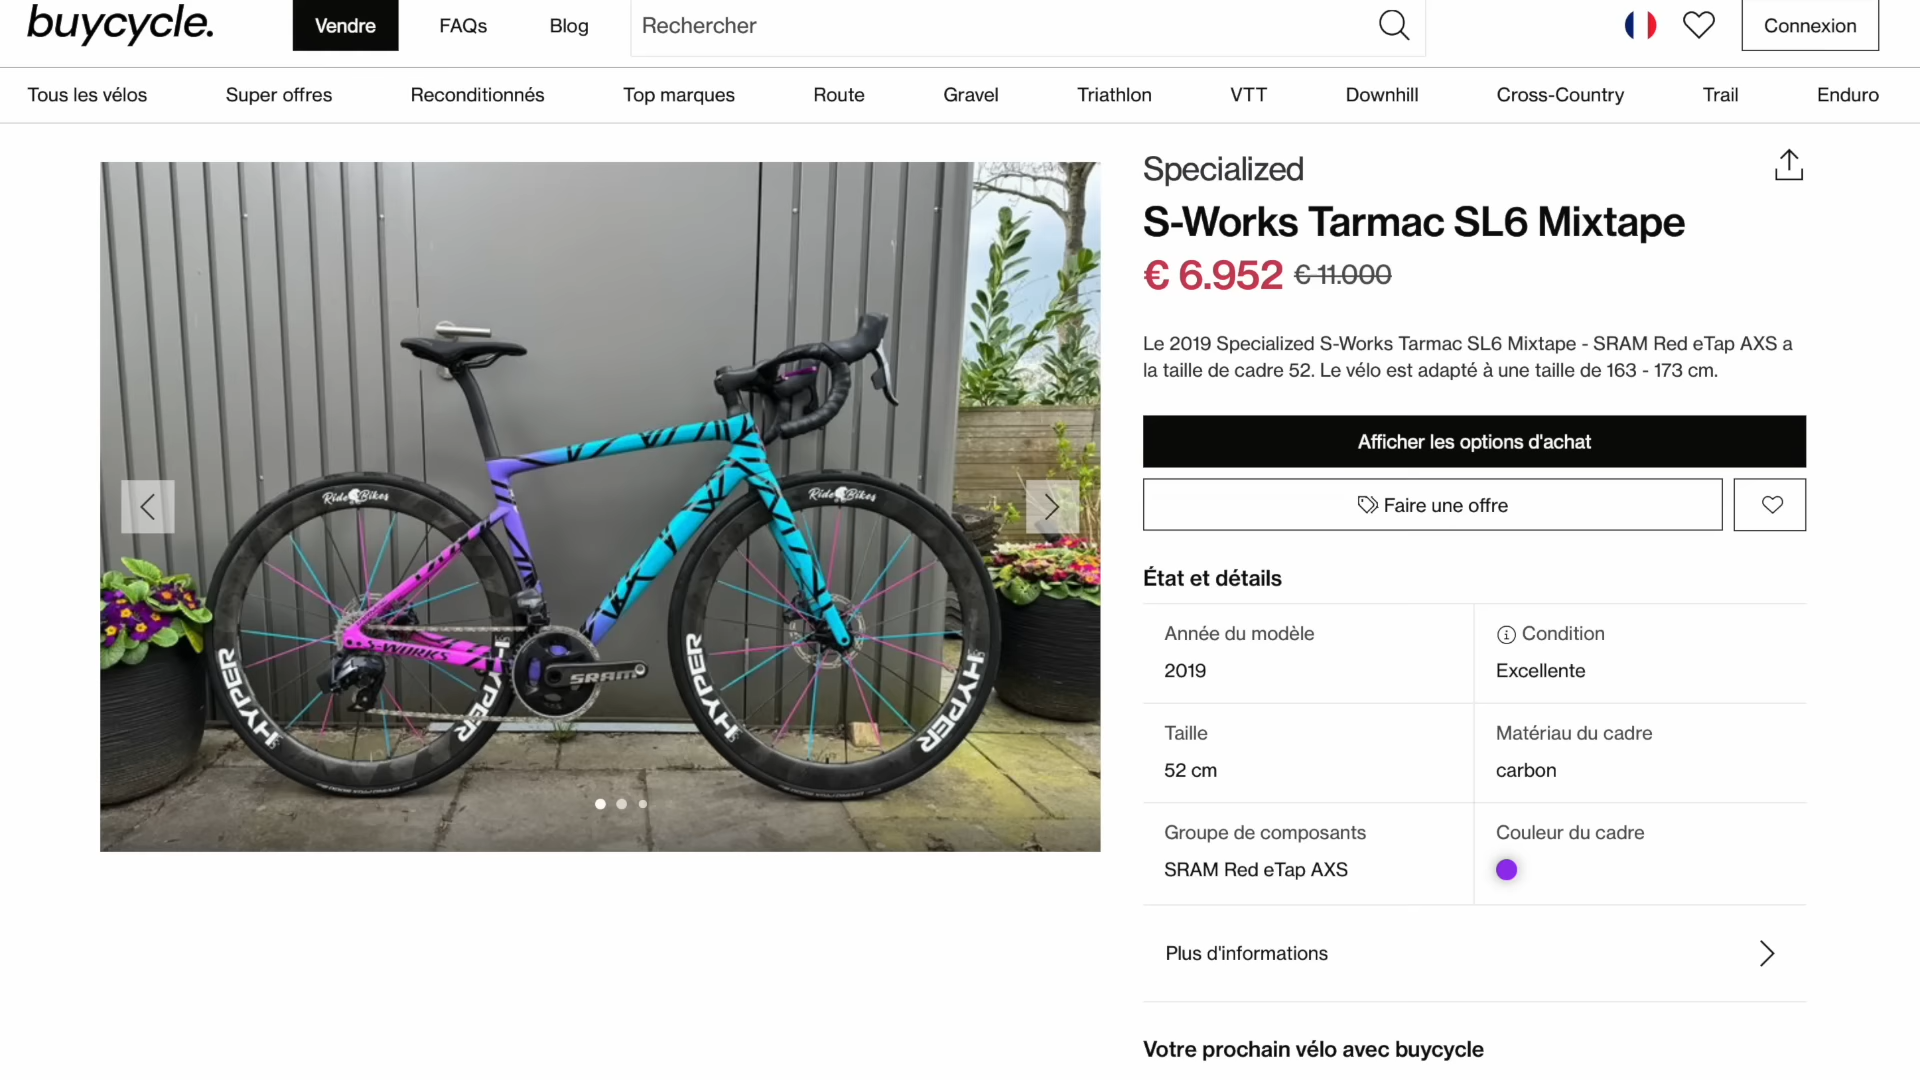 buycycle.
Vendre
FAQs
Blog
Rechercher
Connexion
Tous les vélos
Super offres
Reconditionnés
Top marques
Route
Gravel
Triathlon
VTT
Downhill
Cross-Country
Trail
Enduro
Specialized
S-Works Tarmac SL6 Mixtape
€ 6.952 € 11.000
Le 2019 Specialized S-Works Tarmac SL6 Mixtape - SRAM Red eTap AXS a
la taille de cadre 52. Le vélo est adapté à une taille de 163 - 173 cm.
Afficher les options d'achat
Faire une offre
État et détails
Année du modèle
2019
Condition
Excellente
Taille
52 cm
Matériau du cadre
carbon
Groupe de composants
SRAM Red eTap AXS
Couleur du cadre
Plus d'informations
Votre prochain vélo avec buycycle
Ride Bikes
Ride Bikes
HYPER
HYPER
HYPER
HYPER
S-WORKS
SRAM